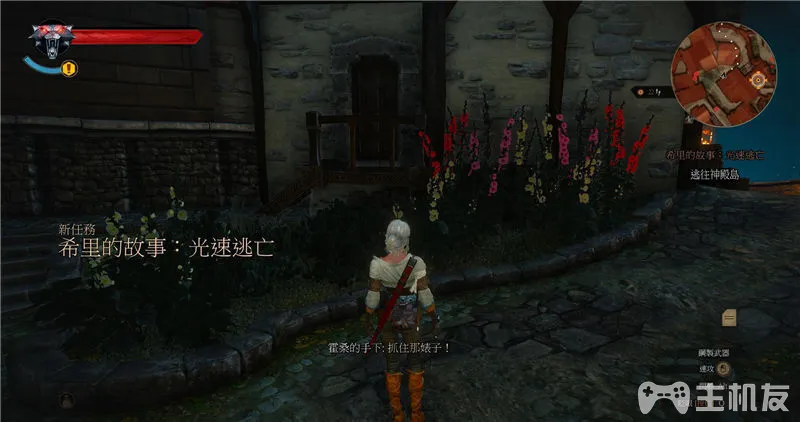 22
希里的故事：光速逃亡
逃往神殿島
新任務
希里的故事：光速逃亡
霍桑的手下: 抓住那婊子！
鋼製武器
速攻
主机友